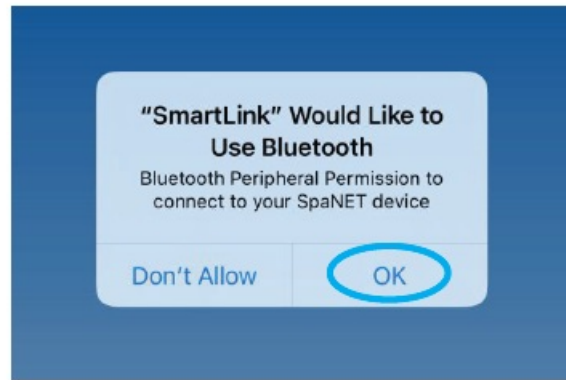 “SmartLink” Would Like to
Use Bluetooth
Bluetooth Peripheral Permission to
connect to your SpaNET device
Don’t Allow
OK